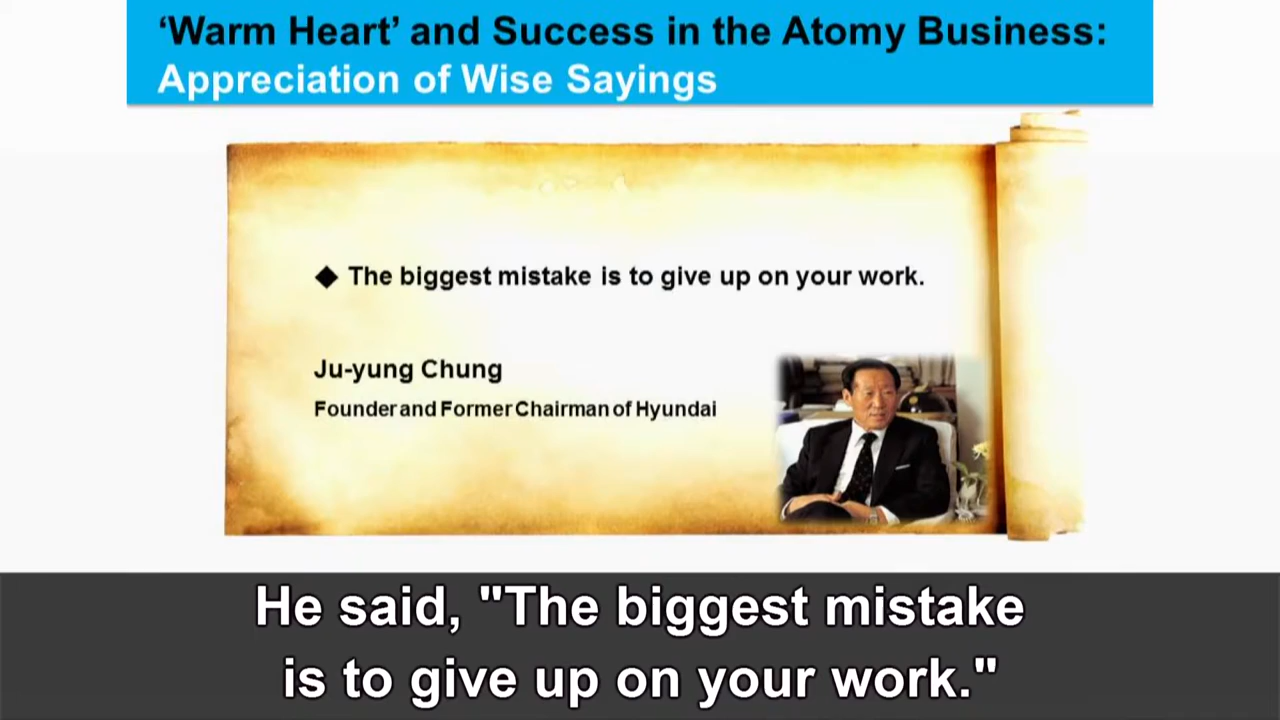 ‘Warm Heart’ and Success in the Atomy Business:
Appreciation of Wise Sayings
◆ The biggest mistake is to give up on your work.
Ju-yung Chung
Founder and Former Chairman of Hyundai
He said, "The biggest mistake
is to give up on your work."